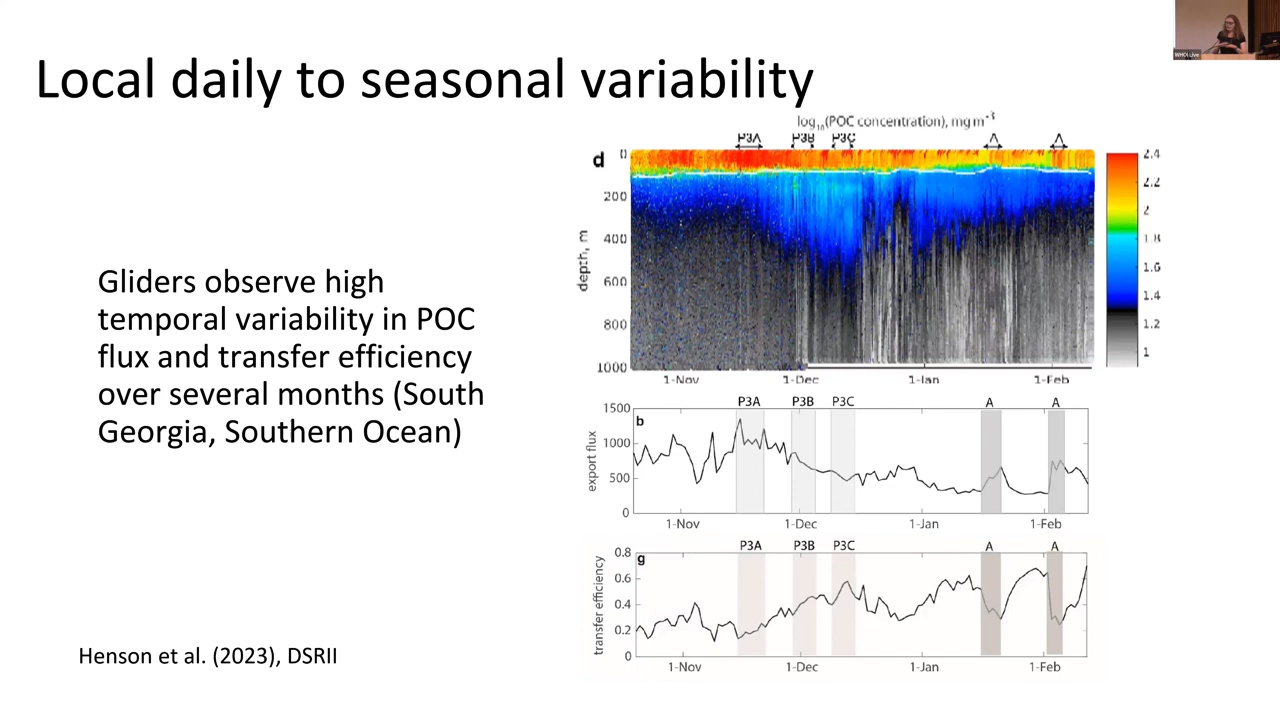 WHOI Live
Local daily to seasonal variability
log₁₀(POC concentration), mg m⁻³
P3A P3B P3C A A
d
0
200
400
600
800
1000
depth, m
1-Nov 1-Dec 1-Jan 1-Feb
2.4
2.2
2
1.8
1.6
1.4
1.2
1
Gliders observe high
temporal variability in POC
flux and transfer efficiency
over several months (South
Georgia, Southern Ocean)
P3A P3B P3C A A
b
1500
1000
500
0
export flux
1-Nov 1-Dec 1-Jan 1-Feb
P3A P3B P3C A A
g
0.8
0.6
0.4
0.2
0
transfer efficiency
1-Nov 1-Dec 1-Jan 1-Feb
Henson et al. (2023), DSRII